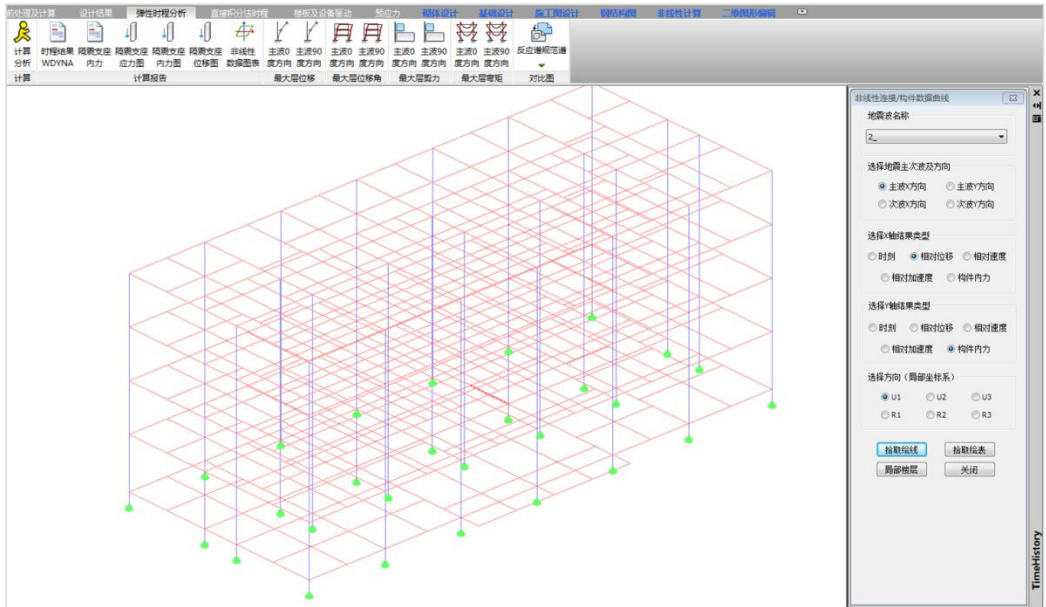 前处理及计算 设计结果 弹性时程分析 直接积分法时程 楼板及设备振动 预应力 砌体设计 基础设计 施工图设计 钢结构图 非线性计算 二维图形编辑
计算 时程结果 隔震支座 隔震支座 隔震支座 隔震支座 非线性 主波0 主波90 主波0 主波90 主波0 主波90 主波0 主波90 反应谱规范谱
分析 WDYNA 内力 应力图 内力图 位移图 数据图表 度方向 度方向 度方向 度方向 度方向 度方向 度方向 度方向
计算 计算报告 最大层位移 最大层位移角 最大层剪力 最大层弯矩 对比图
非线性连接/构件数据曲线
地震波名称
2_
选择地震主次波及方向
主波X方向 主波Y方向
次波X方向 次波Y方向
选择X轴结果类型
时刻 相对位移 相对速度
相对加速度 构件内力
选择Y轴结果类型
时刻 相对位移 相对速度
相对加速度 构件内力
选择方向（局部坐标系）
U1 U2 U3
R1 R2 R3
拾取绘线 拾取绘表
局部楼层 关闭
TimeHistory